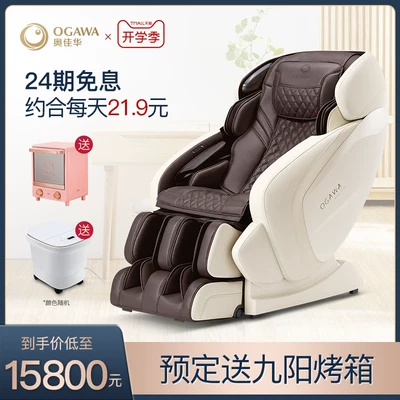 OGAWA
奥佳华
×
TMALL天猫
开学季
24期免息
约合每天21.9元
送
送
*颜色随机
OGAWA
到手价低至
15800元
预定送九阳烤箱